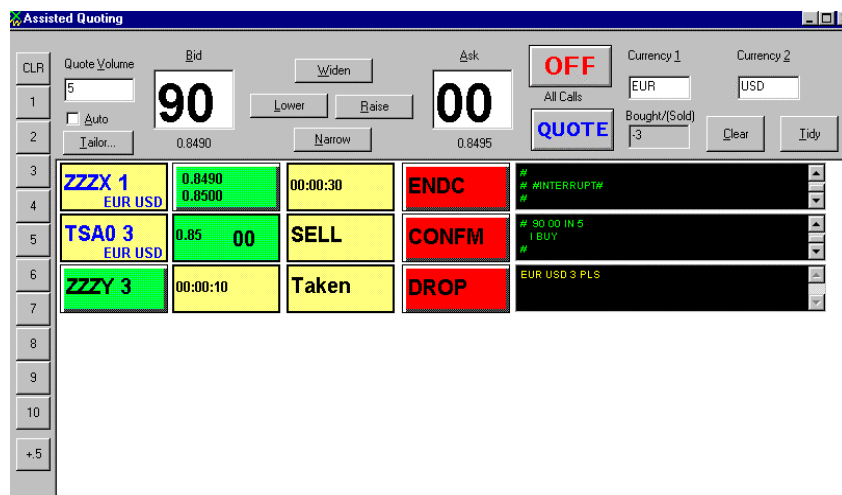 Assisted Quoting
CLR
1
2
3
4
5
6
7
8
9
10
+.5
Quote Volume
5
Auto
Tailor...
Bid
90
0.8490
Widen
Lower
Raise
Narrow
Ask
00
0.8495
OFF
All Calls
QUOTE
Currency 1
EUR
Currency 2
USD
Bought/(Sold)
-3
Clear
Tidy
ZZZX 1
EUR USD
0.8490
0.8500
00:00:30
ENDC
#
# #INTERRUPT#
#
TSA0 3
EUR USD
0.85 00
SELL
CONFM
# 90 00 IN 5
I BUY
#
ZZZY 3
00:00:10
Taken
DROP
EUR USD 3 PLS